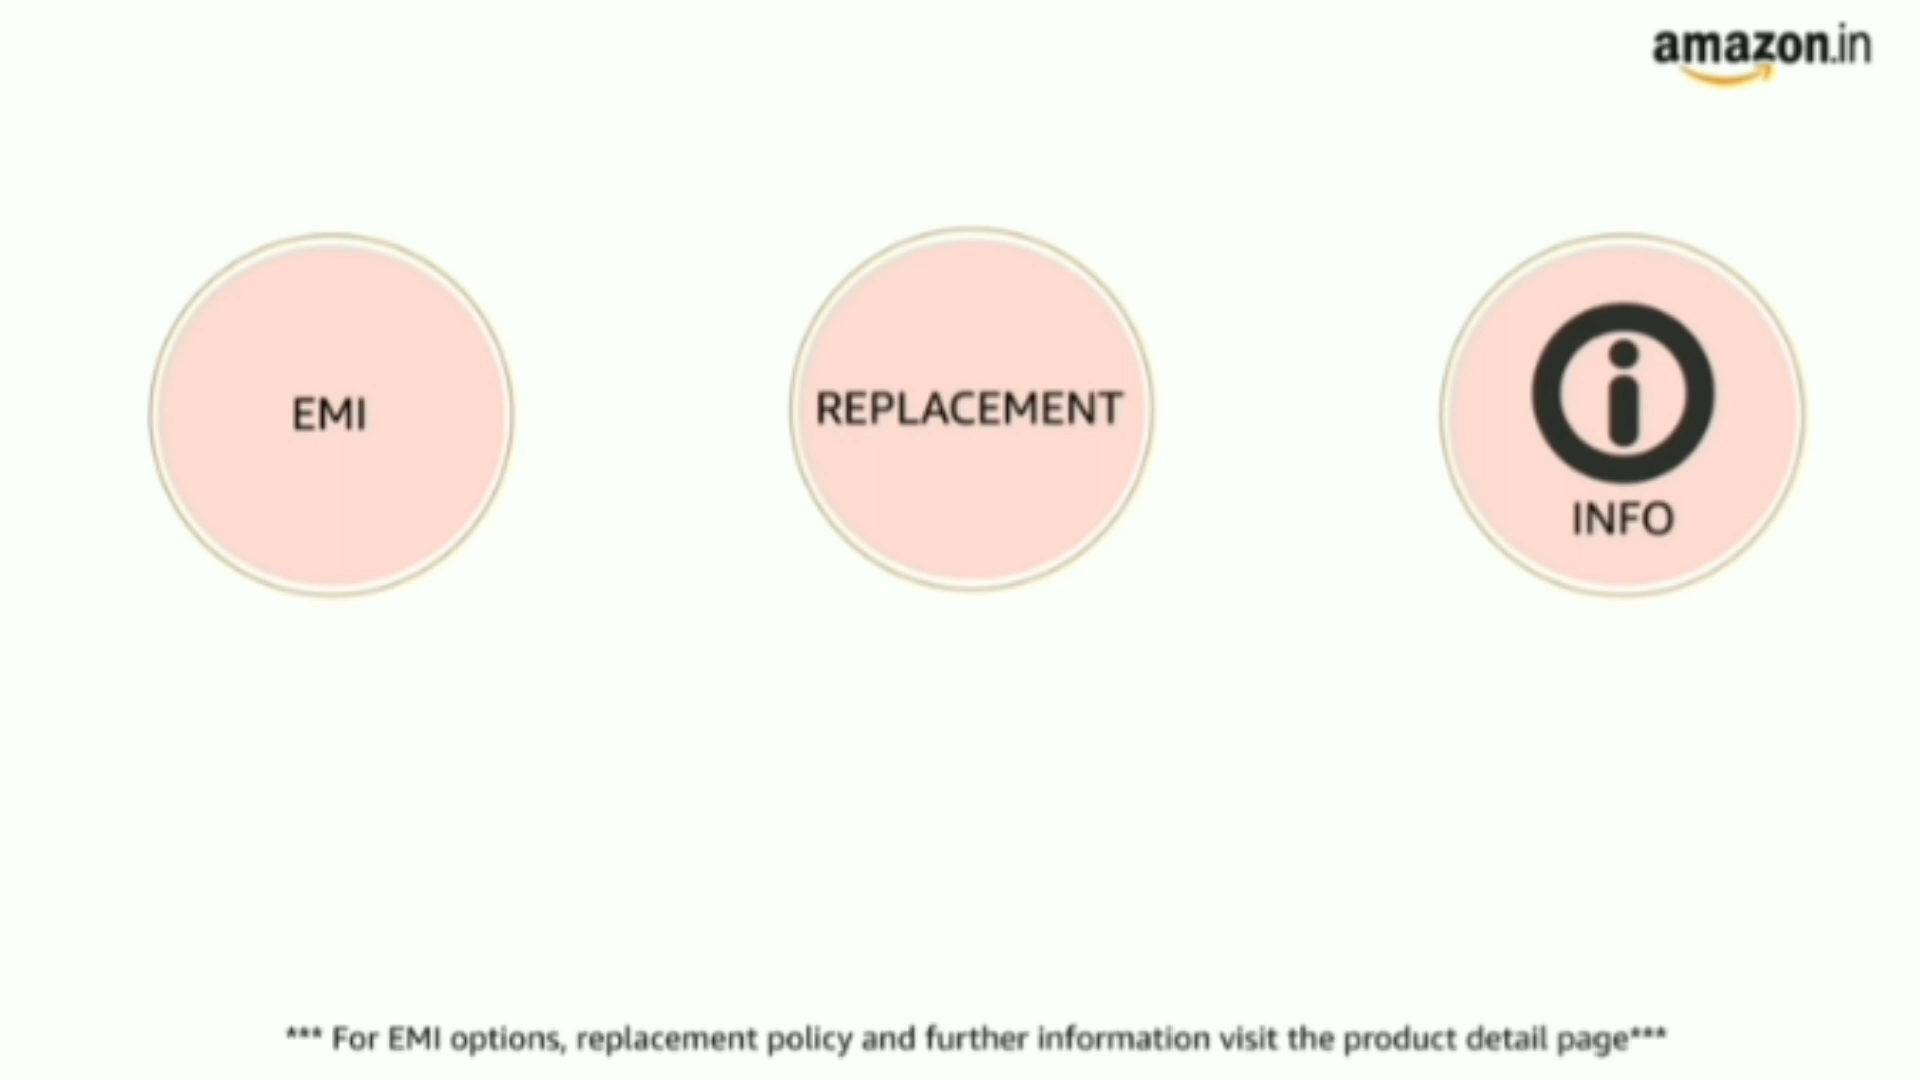 amazon.in
EMI
REPLACEMENT
INFO
*** For EMI options, replacement policy and further information visit the product detail page***